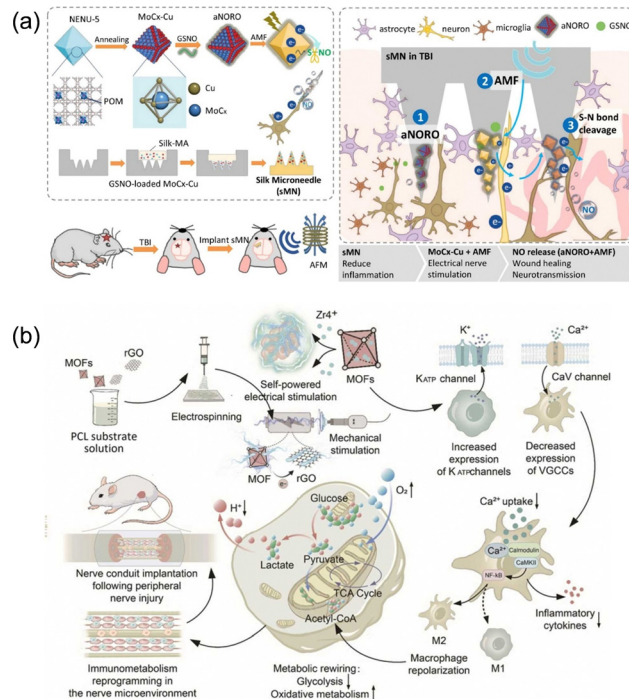 (a)
NENU-5
MoCx-Cu
aNORO
Annealing
GSNO
AMF
S
NO
POM
Cu
MoCx
NO
Silk-MA
GSNO-loaded MoCx-Cu
Silk Microneedle
(sMN)
TBI
Implant sMN
AFM
astrocyte
neuron
microglia
aNORO
GSNO
sMN in TBI
2 AMF
1
aNORO
3
S-N bond
cleavage
e-
NO
sMN
Reduce
inflammation
MoCx-Cu + AMF
Electrical nerve
stimulation
NO release (aNORO+AMF)
Wound healing
Neurotransmission
(b)
MOFs
rGO
PCL substrate
solution
Electrospinning
Zr4+
Self-powered
electrical stimulation
MOFs
Mechanical
stimulation
MOF
rGO
K+
KATP channel
Increased
expression
of KATP channels
Ca2+
CaV channel
Decreased
expression
of VGCCs
Ca2+ uptake
Ca2+
Calmodulin
CaMKII
NF-kB
Inflammatory
cytokines
M2
Macrophage
repolarization
M1
H+
O2
Glucose
Lactate
Pyruvate
TCA Cycle
Acetyl-CoA
Metabolic rewiring:
Glycolysis
Oxidative metabolism
Nerve conduit implantation
following peripheral
nerve injury
Immunometabolism
reprogramming in
the nerve microenvironment